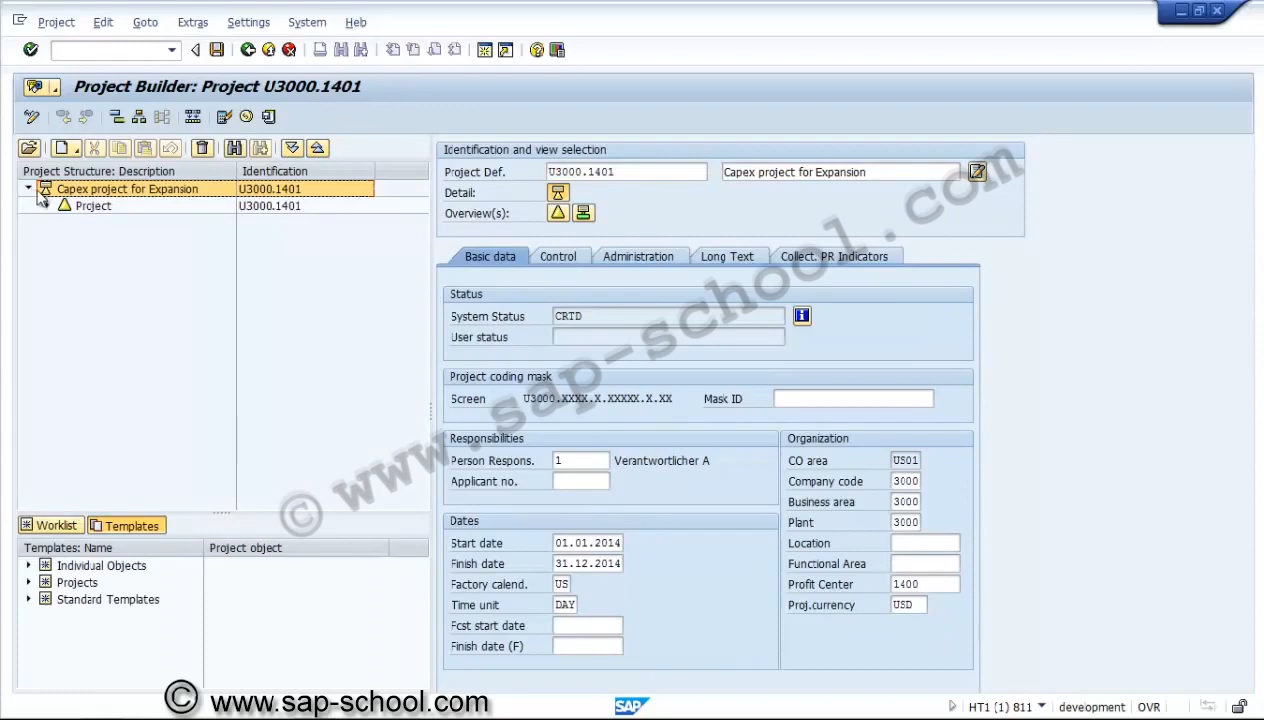 Project Edit Goto Extras Settings System Help
Project Builder: Project U3000.1401
Project Structure: Description Identification
Capex project for Expansion U3000.1401
Project U3000.1401
Identification and view selection
Project Def. U3000.1401 Capex project for Expansion
Detail:
Overview(s):
Basic data Control Administration Long Text Collect. PR Indicators
Status
System Status CRTD
User status
Project coding mask
Screen U3000.XXXX.X.XXXXX.X.XX Mask ID
Responsibilities
Person Respons. 1 Verantwortlicher A
Applicant no.
Organization
CO area US01
Company code 3000
Business area 3000
Plant 3000
Location
Functional Area
Profit Center 1400
Proj.currency USD
Dates
Start date 01.01.2014
Finish date 31.12.2014
Factory calend. US
Time unit DAY
Fcst start date
Finish date (F)
Worklist Templates
Templates: Name Project object
Individual Objects
Projects
Standard Templates
© www.sap-school.com
© www.sap-school.com
SAP
HT1 (1) 811 development OVR